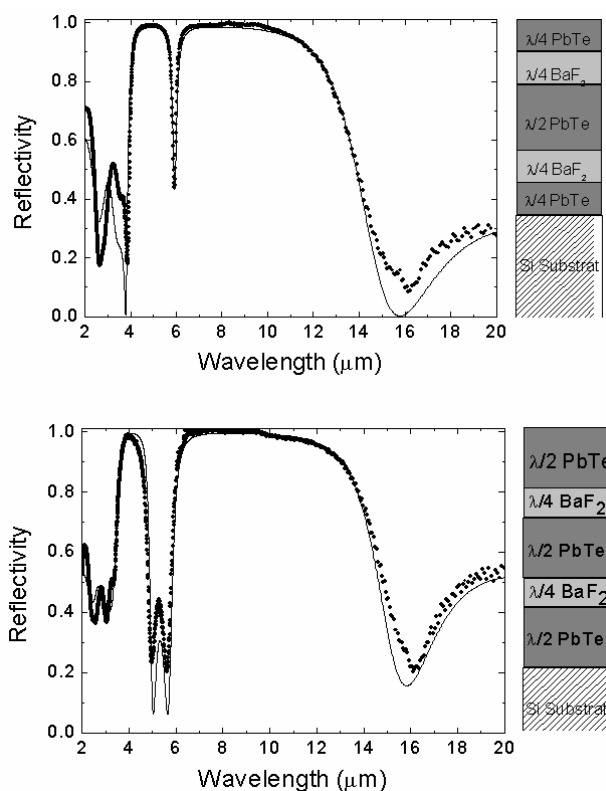 Reflectivity
1.0
0.8
0.6
0.4
0.2
0.0
2 4 6 8 10 12 14 16 18 20
Wavelength (μm)
λ/4 PbTe
λ/4 BaF₂
λ/2 PbTe
λ/4 BaF₂
λ/4 PbTe
Si Substrat
Reflectivity
1.0
0.8
0.6
0.4
0.2
0.0
2 4 6 8 10 12 14 16 18 20
Wavelength (μm)
λ/2 PbTe
λ/4 BaF₂
λ/2 PbTe
λ/4 BaF₂
λ/2 PbTe
Si Substrat